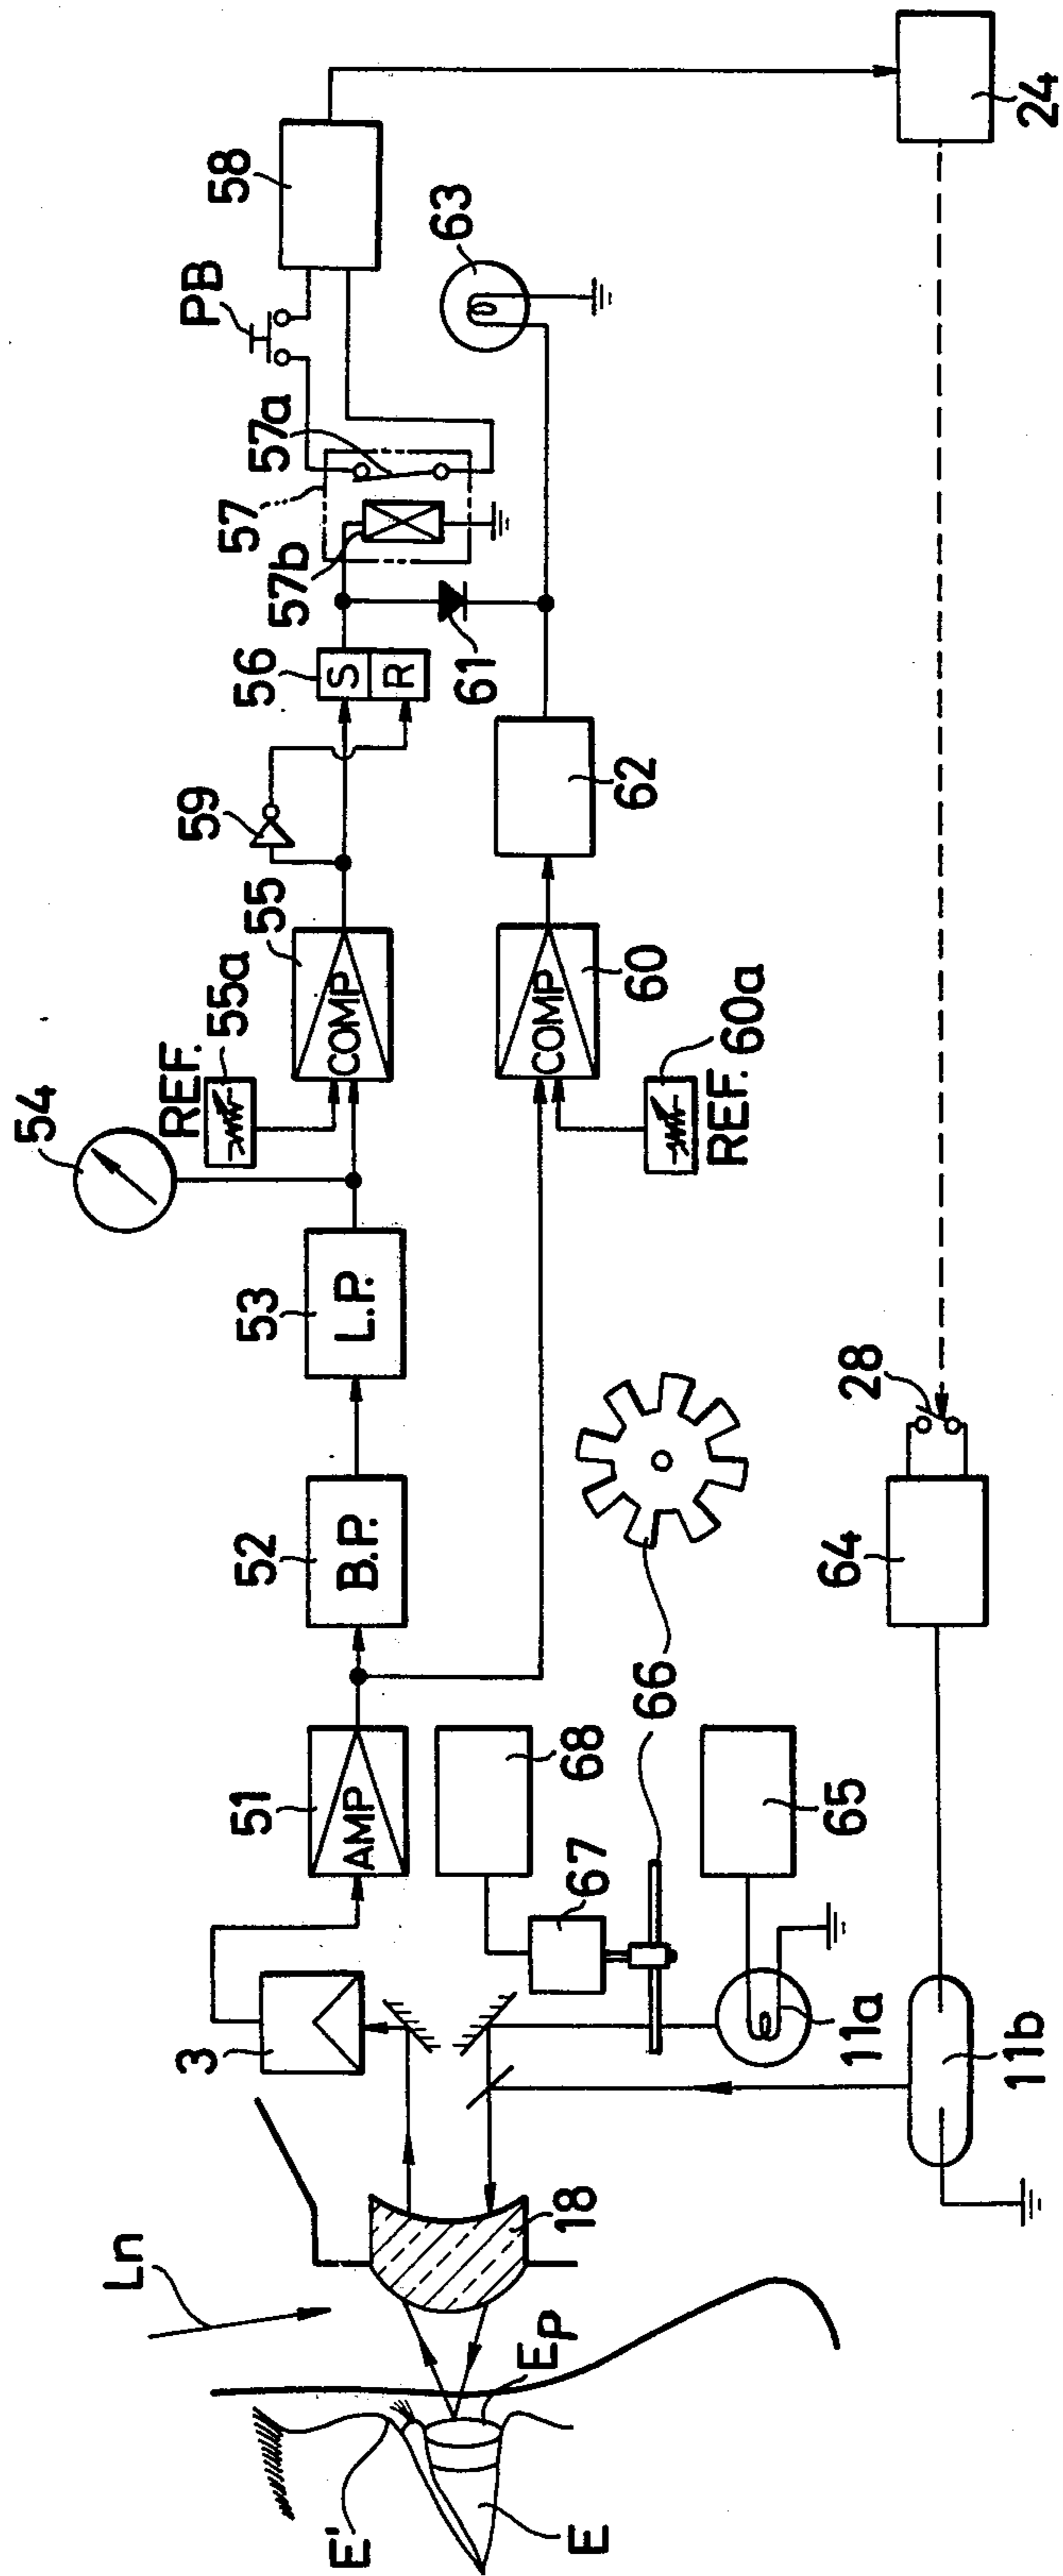 Ln
E'
E
Ep
18
3
51
AMP
52
B.P.
53
L.P.
54
REF.
55a
55
COMP
59
56
S
R
57
57a
57b
PB
58
61
63
62
60
COMP
60a
REF.
68
67
66
65
11a
11b
64
28
24